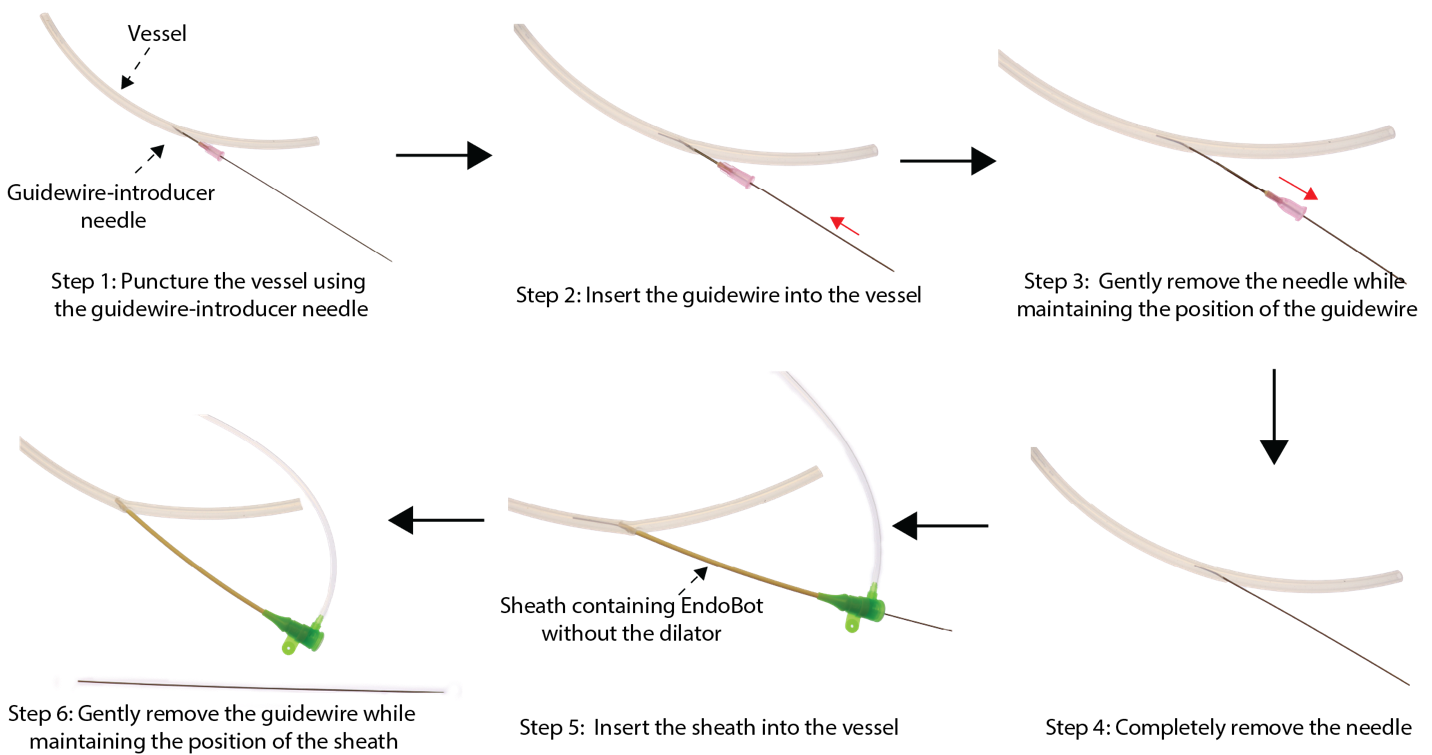 Vessel
Guidewire-introducer
needle
Step 1: Puncture the vessel using
the guidewire-introducer needle
Step 2: Insert the guidewire into the vessel
Step 3:  Gently remove the needle while
maintaining the position of the guidewire
Step 4: Completely remove the needle
Sheath containing EndoBot
without the dilator
Step 5:  Insert the sheath into the vessel
Step 6: Gently remove the guidewire while
maintaining the position of the sheath